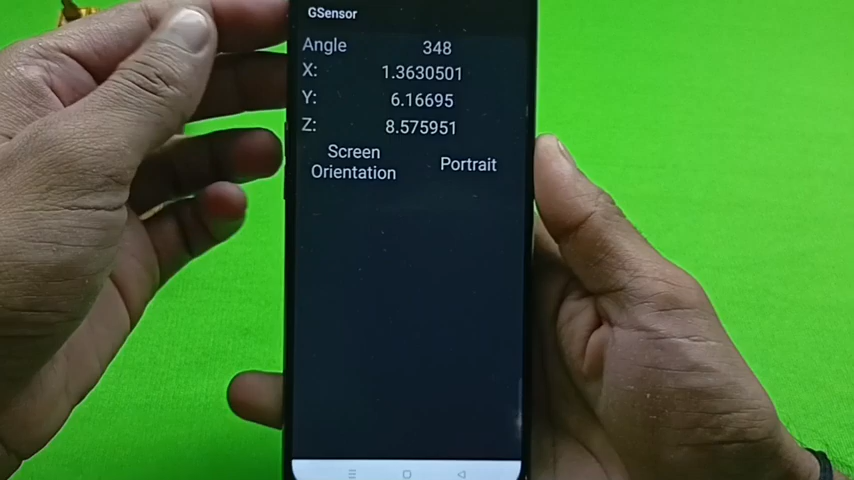 GSensor
Angle 348
X: 1.3630501
Y: 6.16695
Z: 8.575951
Screen
Orientation Portrait